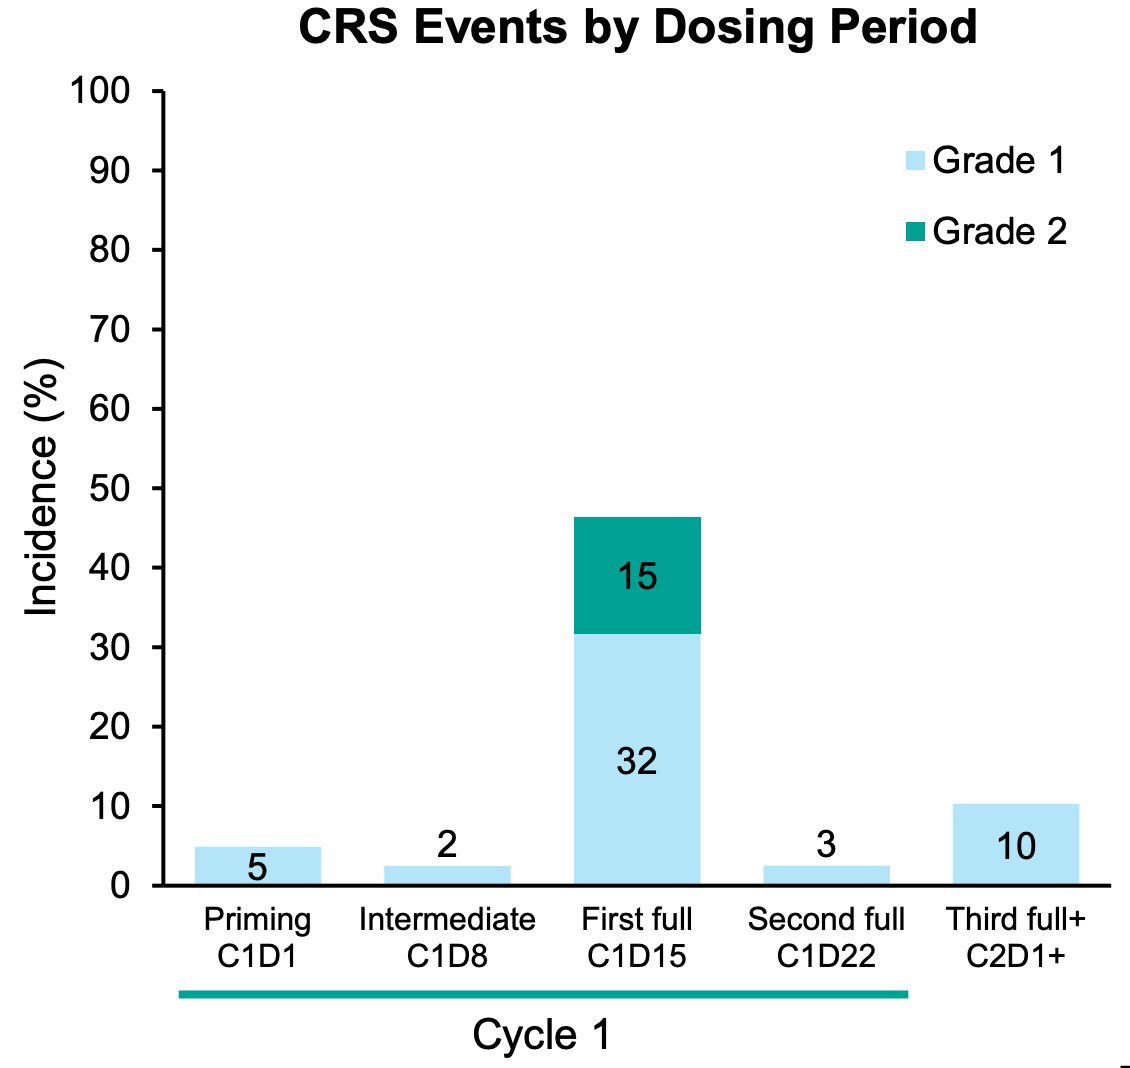 CRS Events by Dosing Period
Incidence (%)
100
90
80
70
60
50
40
30
20
10
0
Grade 1
Grade 2
5
2
15
32
3
10
Priming
C1D1
Intermediate
C1D8
First full
C1D15
Second full
C1D22
Third full+
C2D1+
Cycle 1